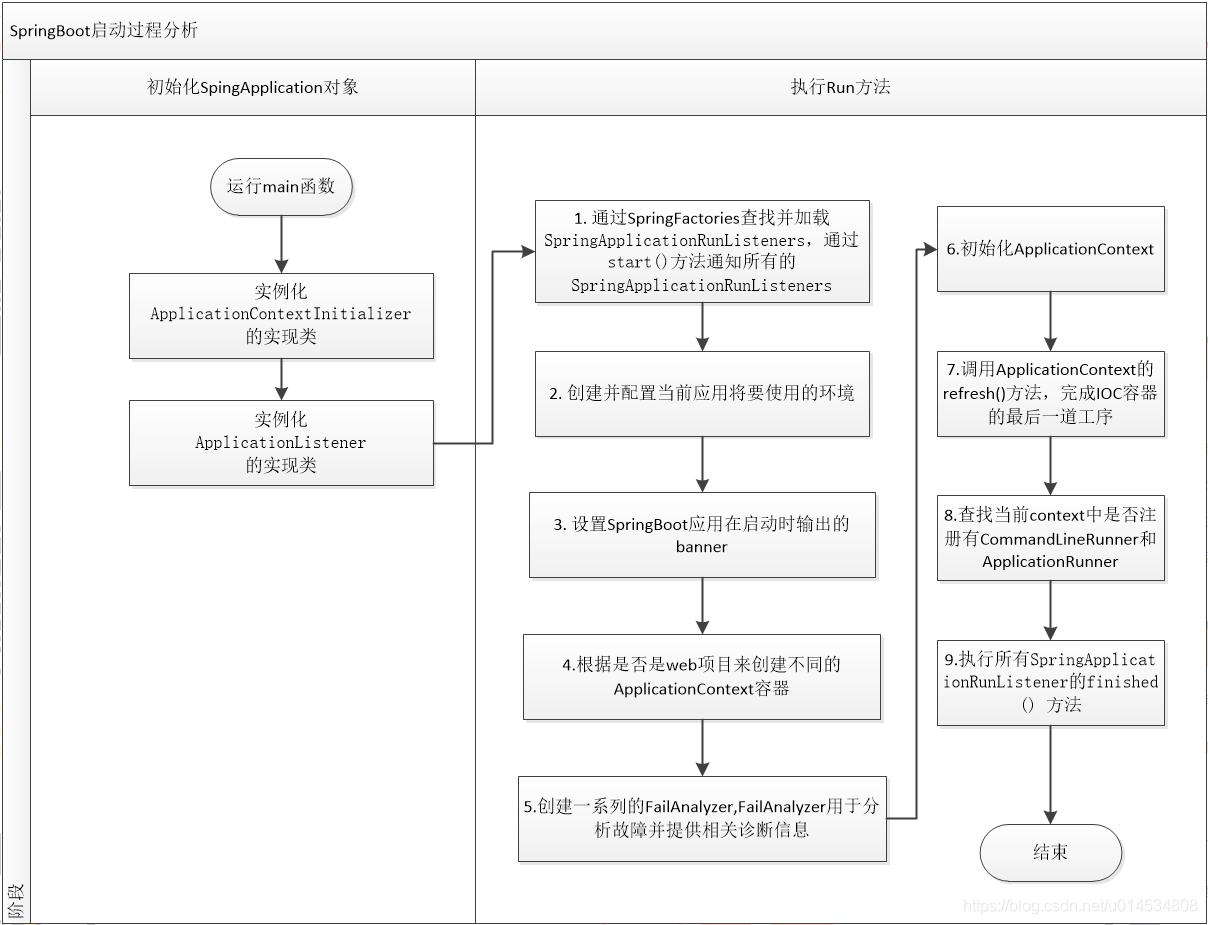 SpringBoot启动过程分析
初始化SpingApplication对象
执行Run方法
运行main函数
实例化
ApplicationContextInitializer
的实现类
实例化
ApplicationListener
的实现类
1. 通过SpringFactories查找并加载
SpringApplicationRunListeners，通过
start()方法通知所有的
SpringApplicationRunListeners
2. 创建并配置当前应用将要使用的环境
3. 设置SpringBoot应用在启动时输出的
banner
4.根据是否是web项目来创建不同的
ApplicationContext容器
5.创建一系列的FailAnalyzer,FailAnalyzer用于分
析故障并提供相关诊断信息
6.初始化ApplicationContext
7.调用ApplicationContext的
refresh()方法，完成IOC容器
的最后一道工序
8.查找当前context中是否注
册有CommandLineRunner和
ApplicationRunner
9.执行所有SpringApplicat
ionRunListener的finished
() 方法
结束
阶段
https://blog.csdn.net/u014534808